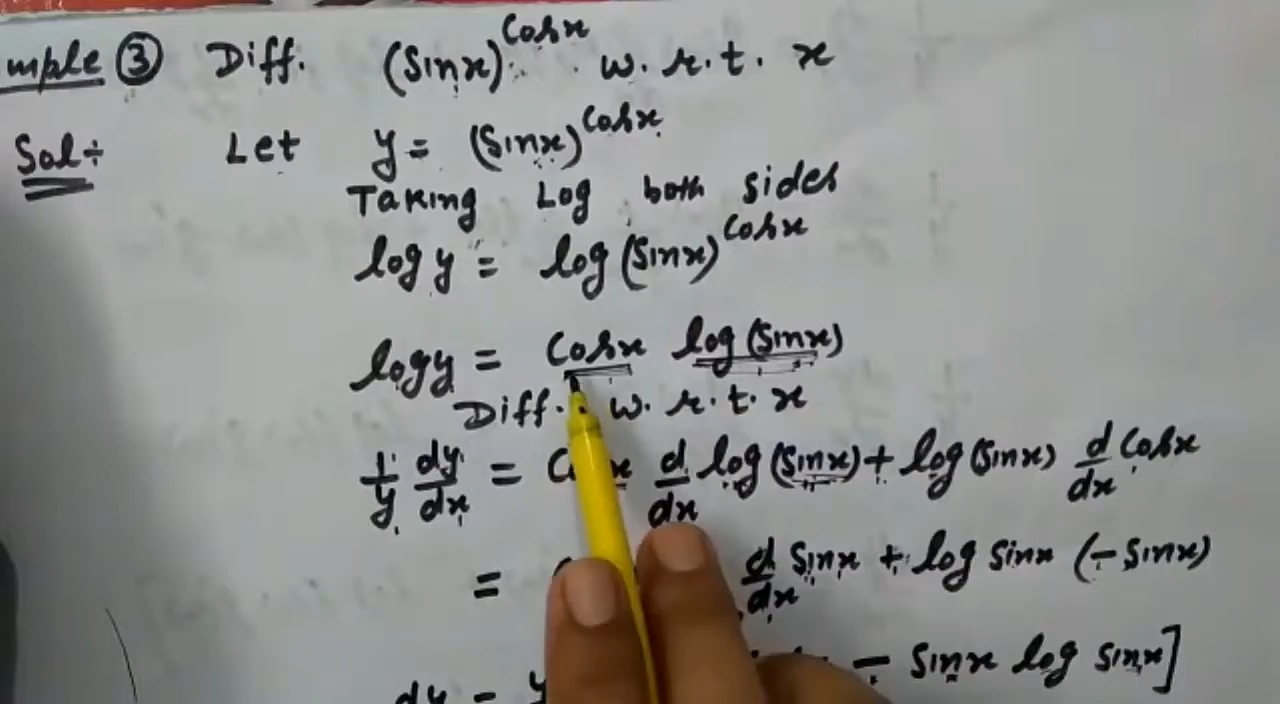 mple ③ Diff. (Sinx)^Cosx w.r.t. x
Sol÷ Let y = (Sinx)^Cosx
Taking Log both sides
log y = log (Sinx)^Cosx
log y = Cosx log (Sinx)
Diff. w.r.t. x
1/y dy/dx = d/dx log (Sinx) + log (Sinx) d/dx Cosx
= d/dx Sinx + log Sinx (-Sinx)
dy = y - Sinx log Sinx]